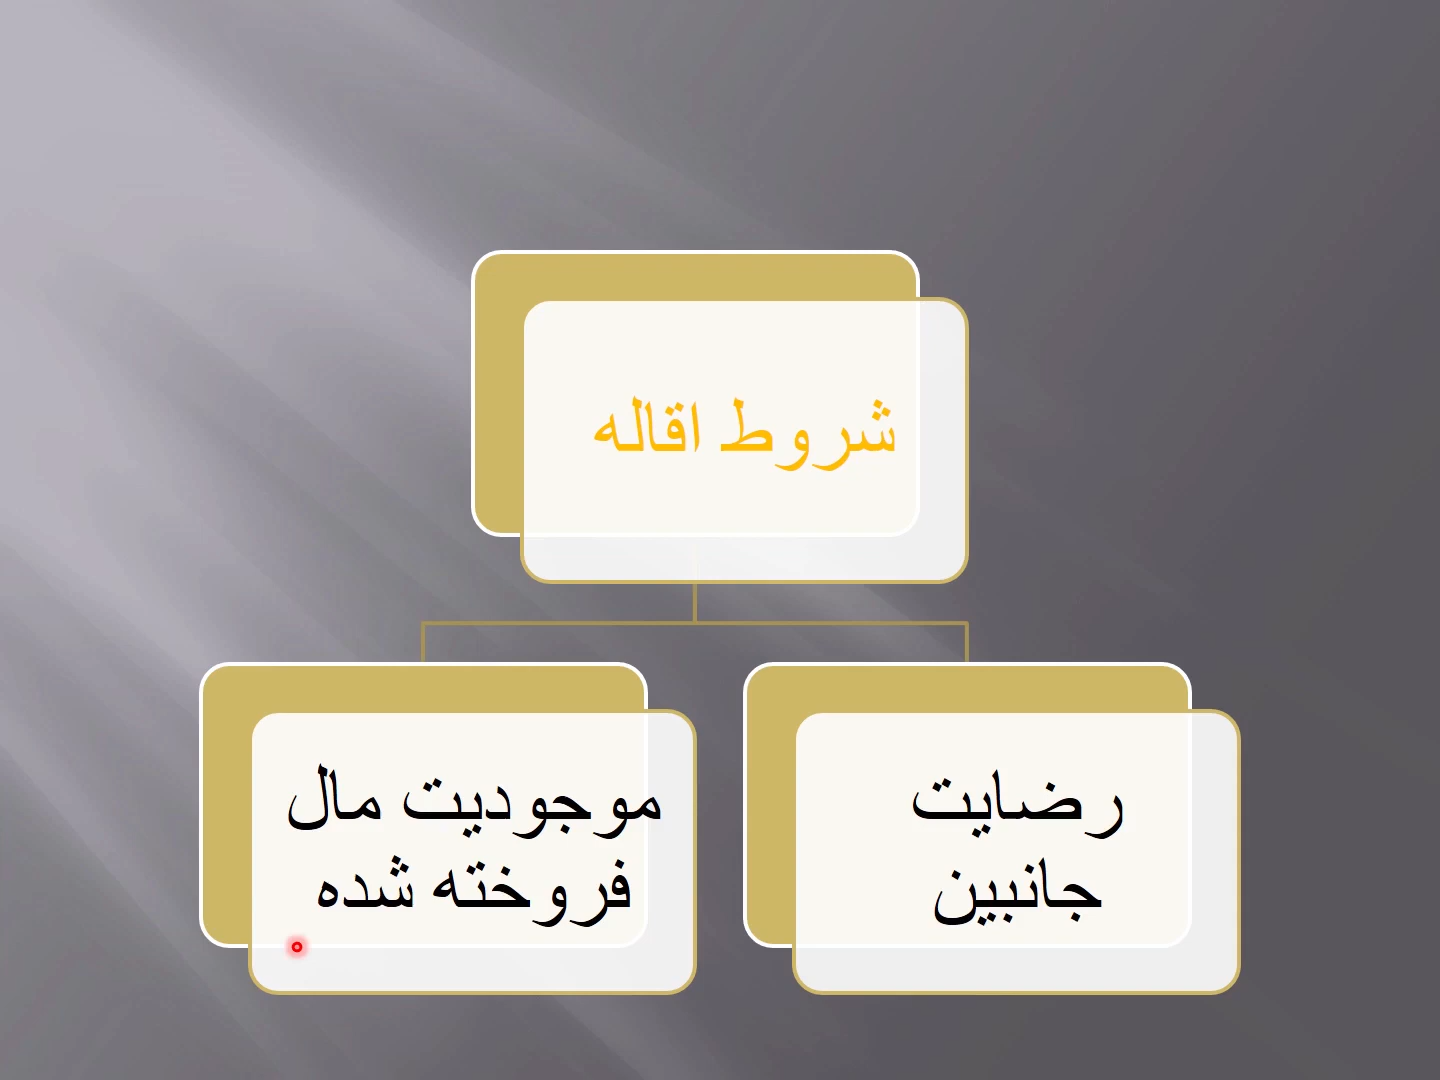 شروط اقاله
رضایت
جانبین
موجودیت مال
فروخته شده